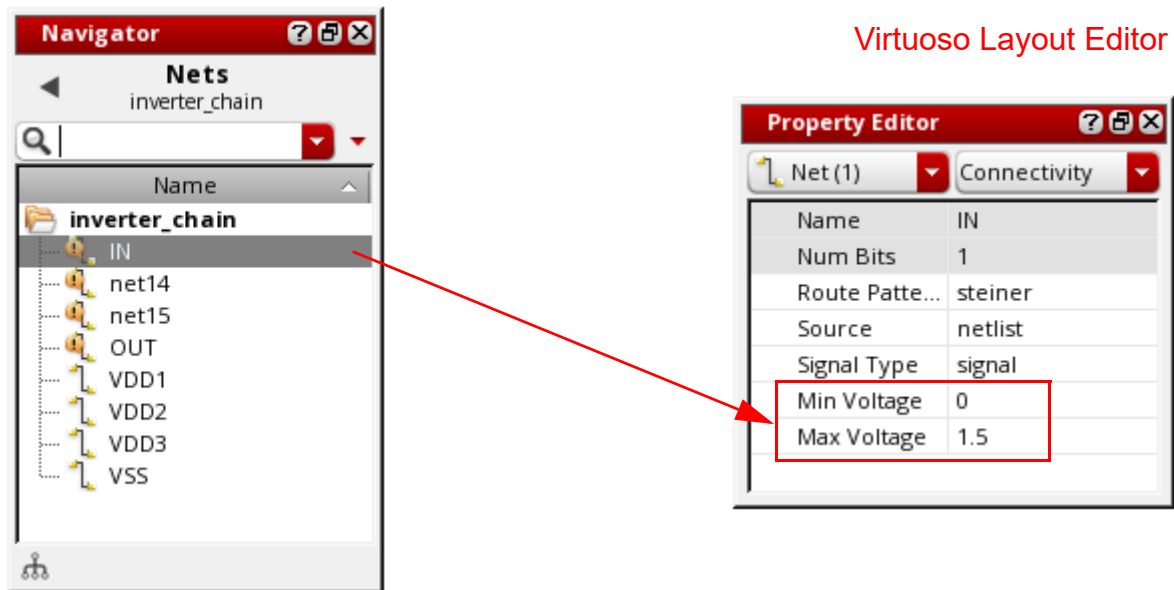 Navigator
Nets
inverter_chain
Name
inverter_chain
IN
net14
net15
OUT
VDD1
VDD2
VDD3
VSS
Virtuoso Layout Editor
Property Editor
Net (1) Connectivity
Name IN
Num Bits 1
Route Patte... steiner
Source netlist
Signal Type signal
Min Voltage 0
Max Voltage 1.5